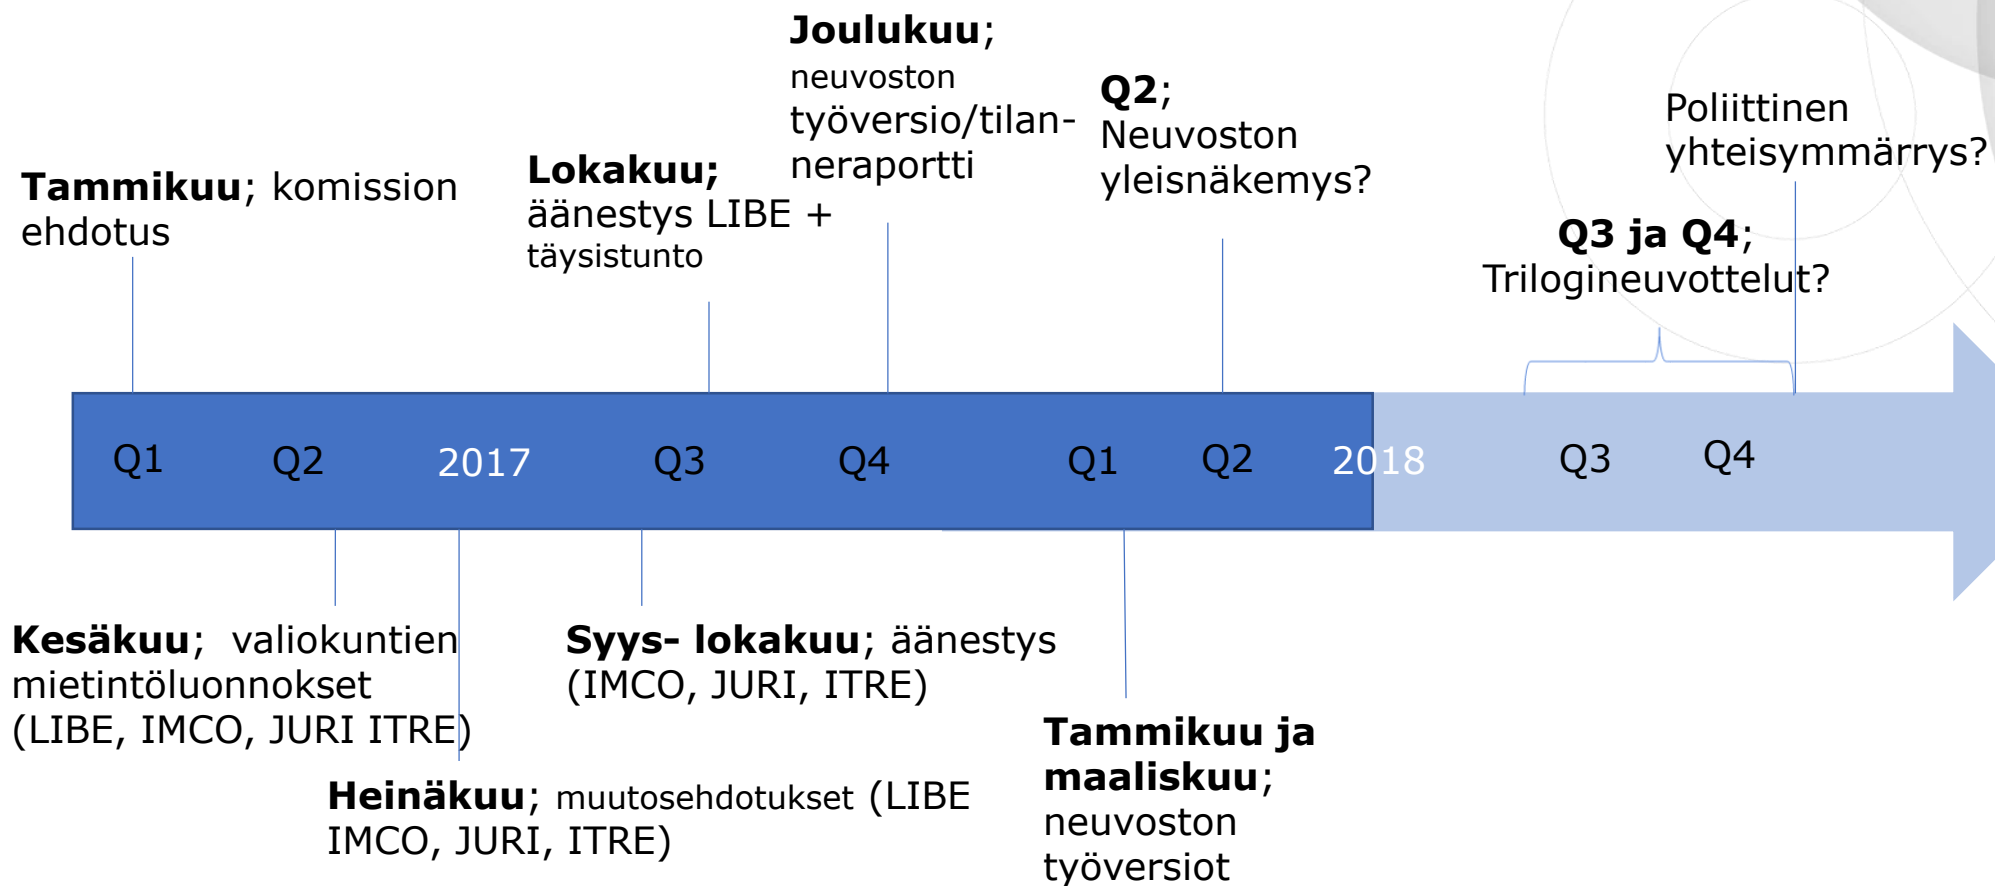 Joulukuu;
neuvoston
työversio/tilan-
neraportti
Q2;
Neuvoston
yleisnäkemys?
Poliittinen
yhteisymmärrys?
Tammikuu; komission
ehdotus
Lokakuu;
äänestys LIBE +
täysistunto
Q3 ja Q4;
Trilogineuvottelut?
Q1
Q2
2017
Q3
Q4
Q1
Q2
2018
Q3
Q4
Kesäkuu; valiokuntien
mietintöluonnokset
(LIBE, IMCO, JURI ITRE)
Syys- lokakuu; äänestys
(IMCO, JURI, ITRE)
Heinäkuu; muutosehdotukset (LIBE
IMCO, JURI, ITRE)
Tammikuu ja
maaliskuu;
neuvoston
työversiot